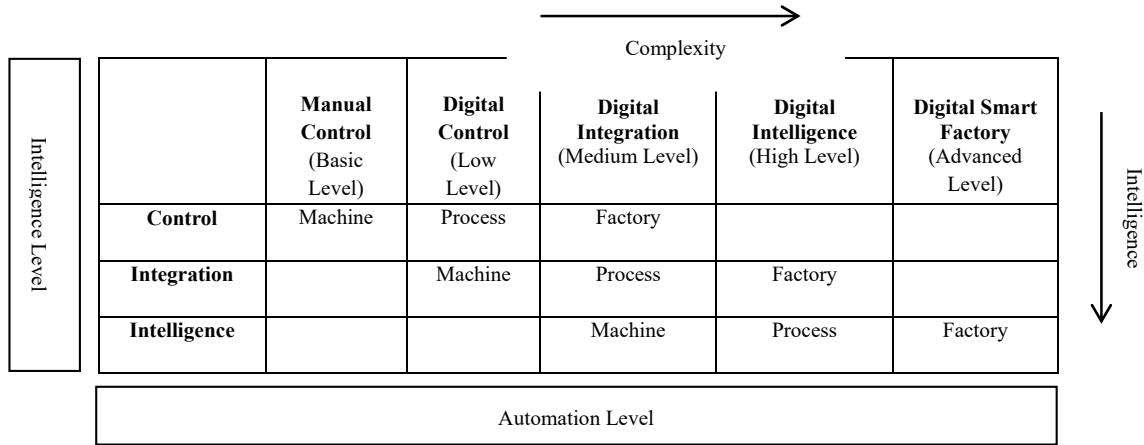 Complexity
Manual
Control
(Basic
Level)
Digital
Control
(Low
Level)
Digital
Integration
(Medium Level)
Digital
Intelligence
(High Level)
Digital Smart
Factory
(Advanced
Level)
Intelligence Level
Control Machine Process Factory
Integration Machine Process Factory
Intelligence Machine Process Factory
Intelligence
Automation Level